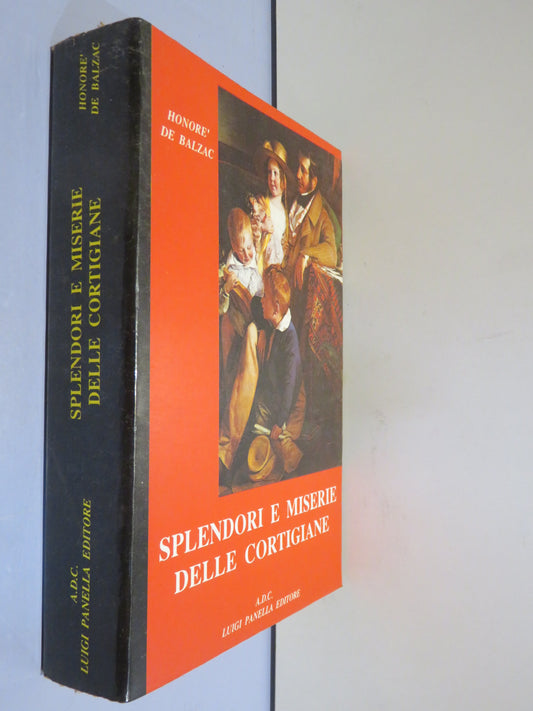 HONORE'
DE BALZAC
SPLENDORI E MISERIE
DELLE CORTIGIANE
A.D.C.
LUIGI PANELLA EDITORE
HONORE'
DE BALZAC
SPLENDORI E MISERIE
DELLE CORTIGIANE
A.D.C.
LUIGI PANELLA EDITORE